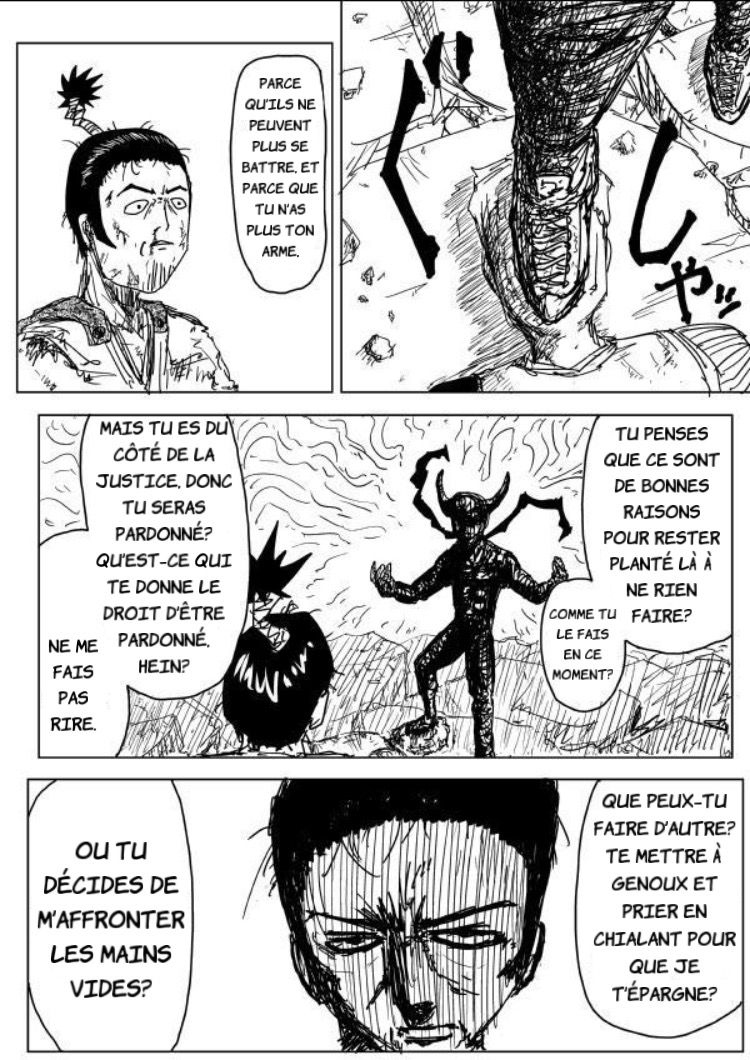 PARCE
QU'ILS NE
PEUVENT
PLUS SE
BATTRE. ET
PARCE QUE
TU N'AS
PLUS TON
ARME.
ドシャッ
TU PENSES
QUE CE SONT
DE BONNES
RAISONS
POUR RESTER
PLANTÉ LÀ À
NE RIEN
FAIRE?
COMME TU
LE FAIS
EN CE
MOMENT?
MAIS TU ES DU
CÔTÉ DE LA
JUSTICE. DONC
TU SERAS
PARDONNÉ?
QU'EST-CE QUI
TE DONNE LE
DROIT D'ÊTRE
PARDONNÉ.
HEIN?
NE ME
FAIS
PAS
RIRE.
QUE PEUX-TU
FAIRE D'AUTRE?
TE METTRE À
GENOUX ET
PRIER EN
CHIALANT POUR
QUE JE
T'ÉPARGNE?
OU TU
DÉCIDES DE
M'AFFRONTER
LES MAINS
VIDES?